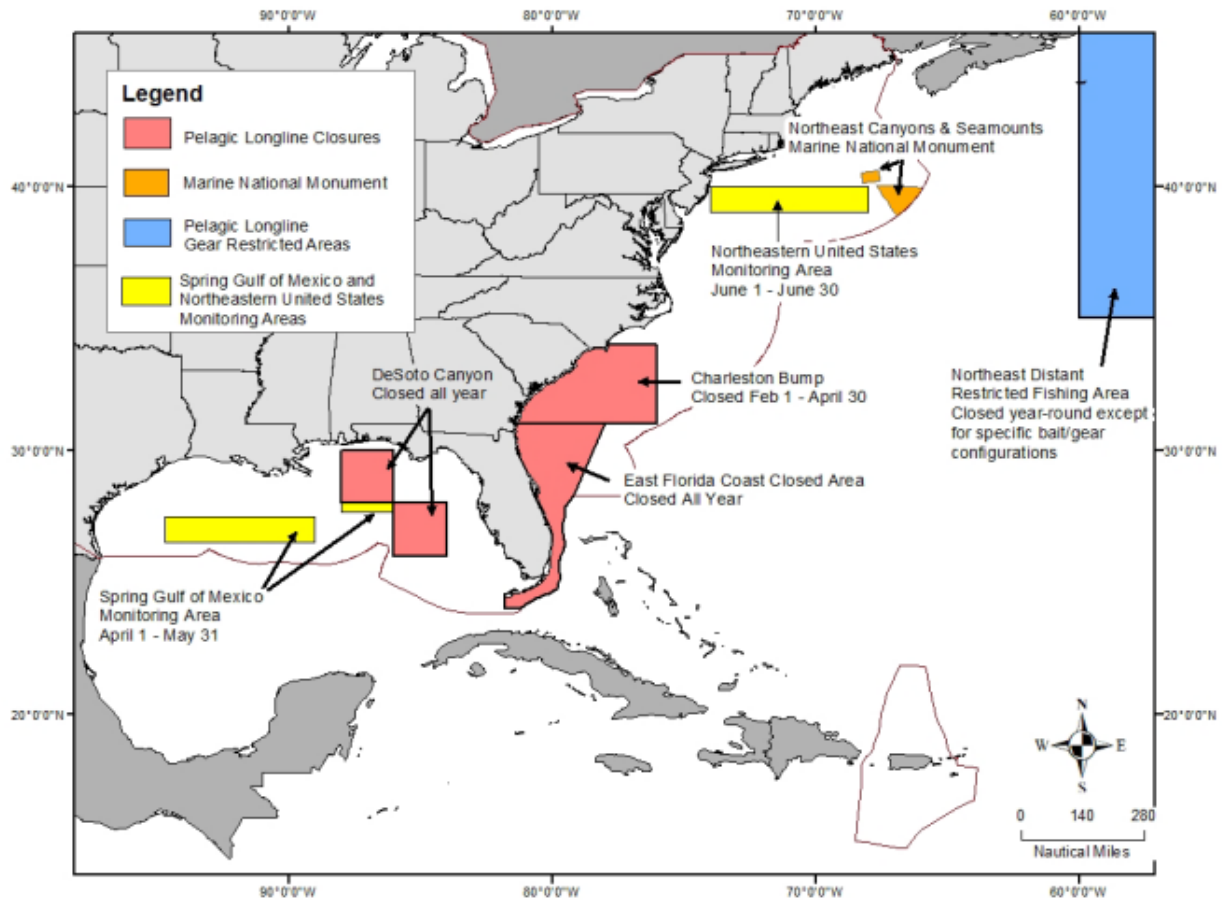 90°0'0"W 80°0'0"W 70°0'0"W 60°0'0"W
Legend
Pelagic Longline Closures
Marine National Monument
Pelagic Longline
Gear Restricted Areas
Spring Gulf of Mexico and
Northeastern United States
Monitoring Areas
Northeast Canyons & Seamounts
Marine National Monument
40°0'0"N 40°0'0"N
Northeastern United States
Monitoring Area
June 1 - June 30
DeSoto Canyon
Closed all year
Charleston Bump
Closed Feb 1 - April 30
Northeast Distant
Restricted Fishing Area
Closed year-round except
for specific bait/gear
configurations
30°0'0"N 30°0'0"N
East Florida Coast Closed Area
Closed All Year
Spring Gulf of Mexico
Monitoring Area
April 1 - May 31
20°0'0"N 20°0'0"N
N
W E
S
0 140 280
Nautical Miles
90°0'0"W 80°0'0"W 70°0'0"W 60°0'0"W